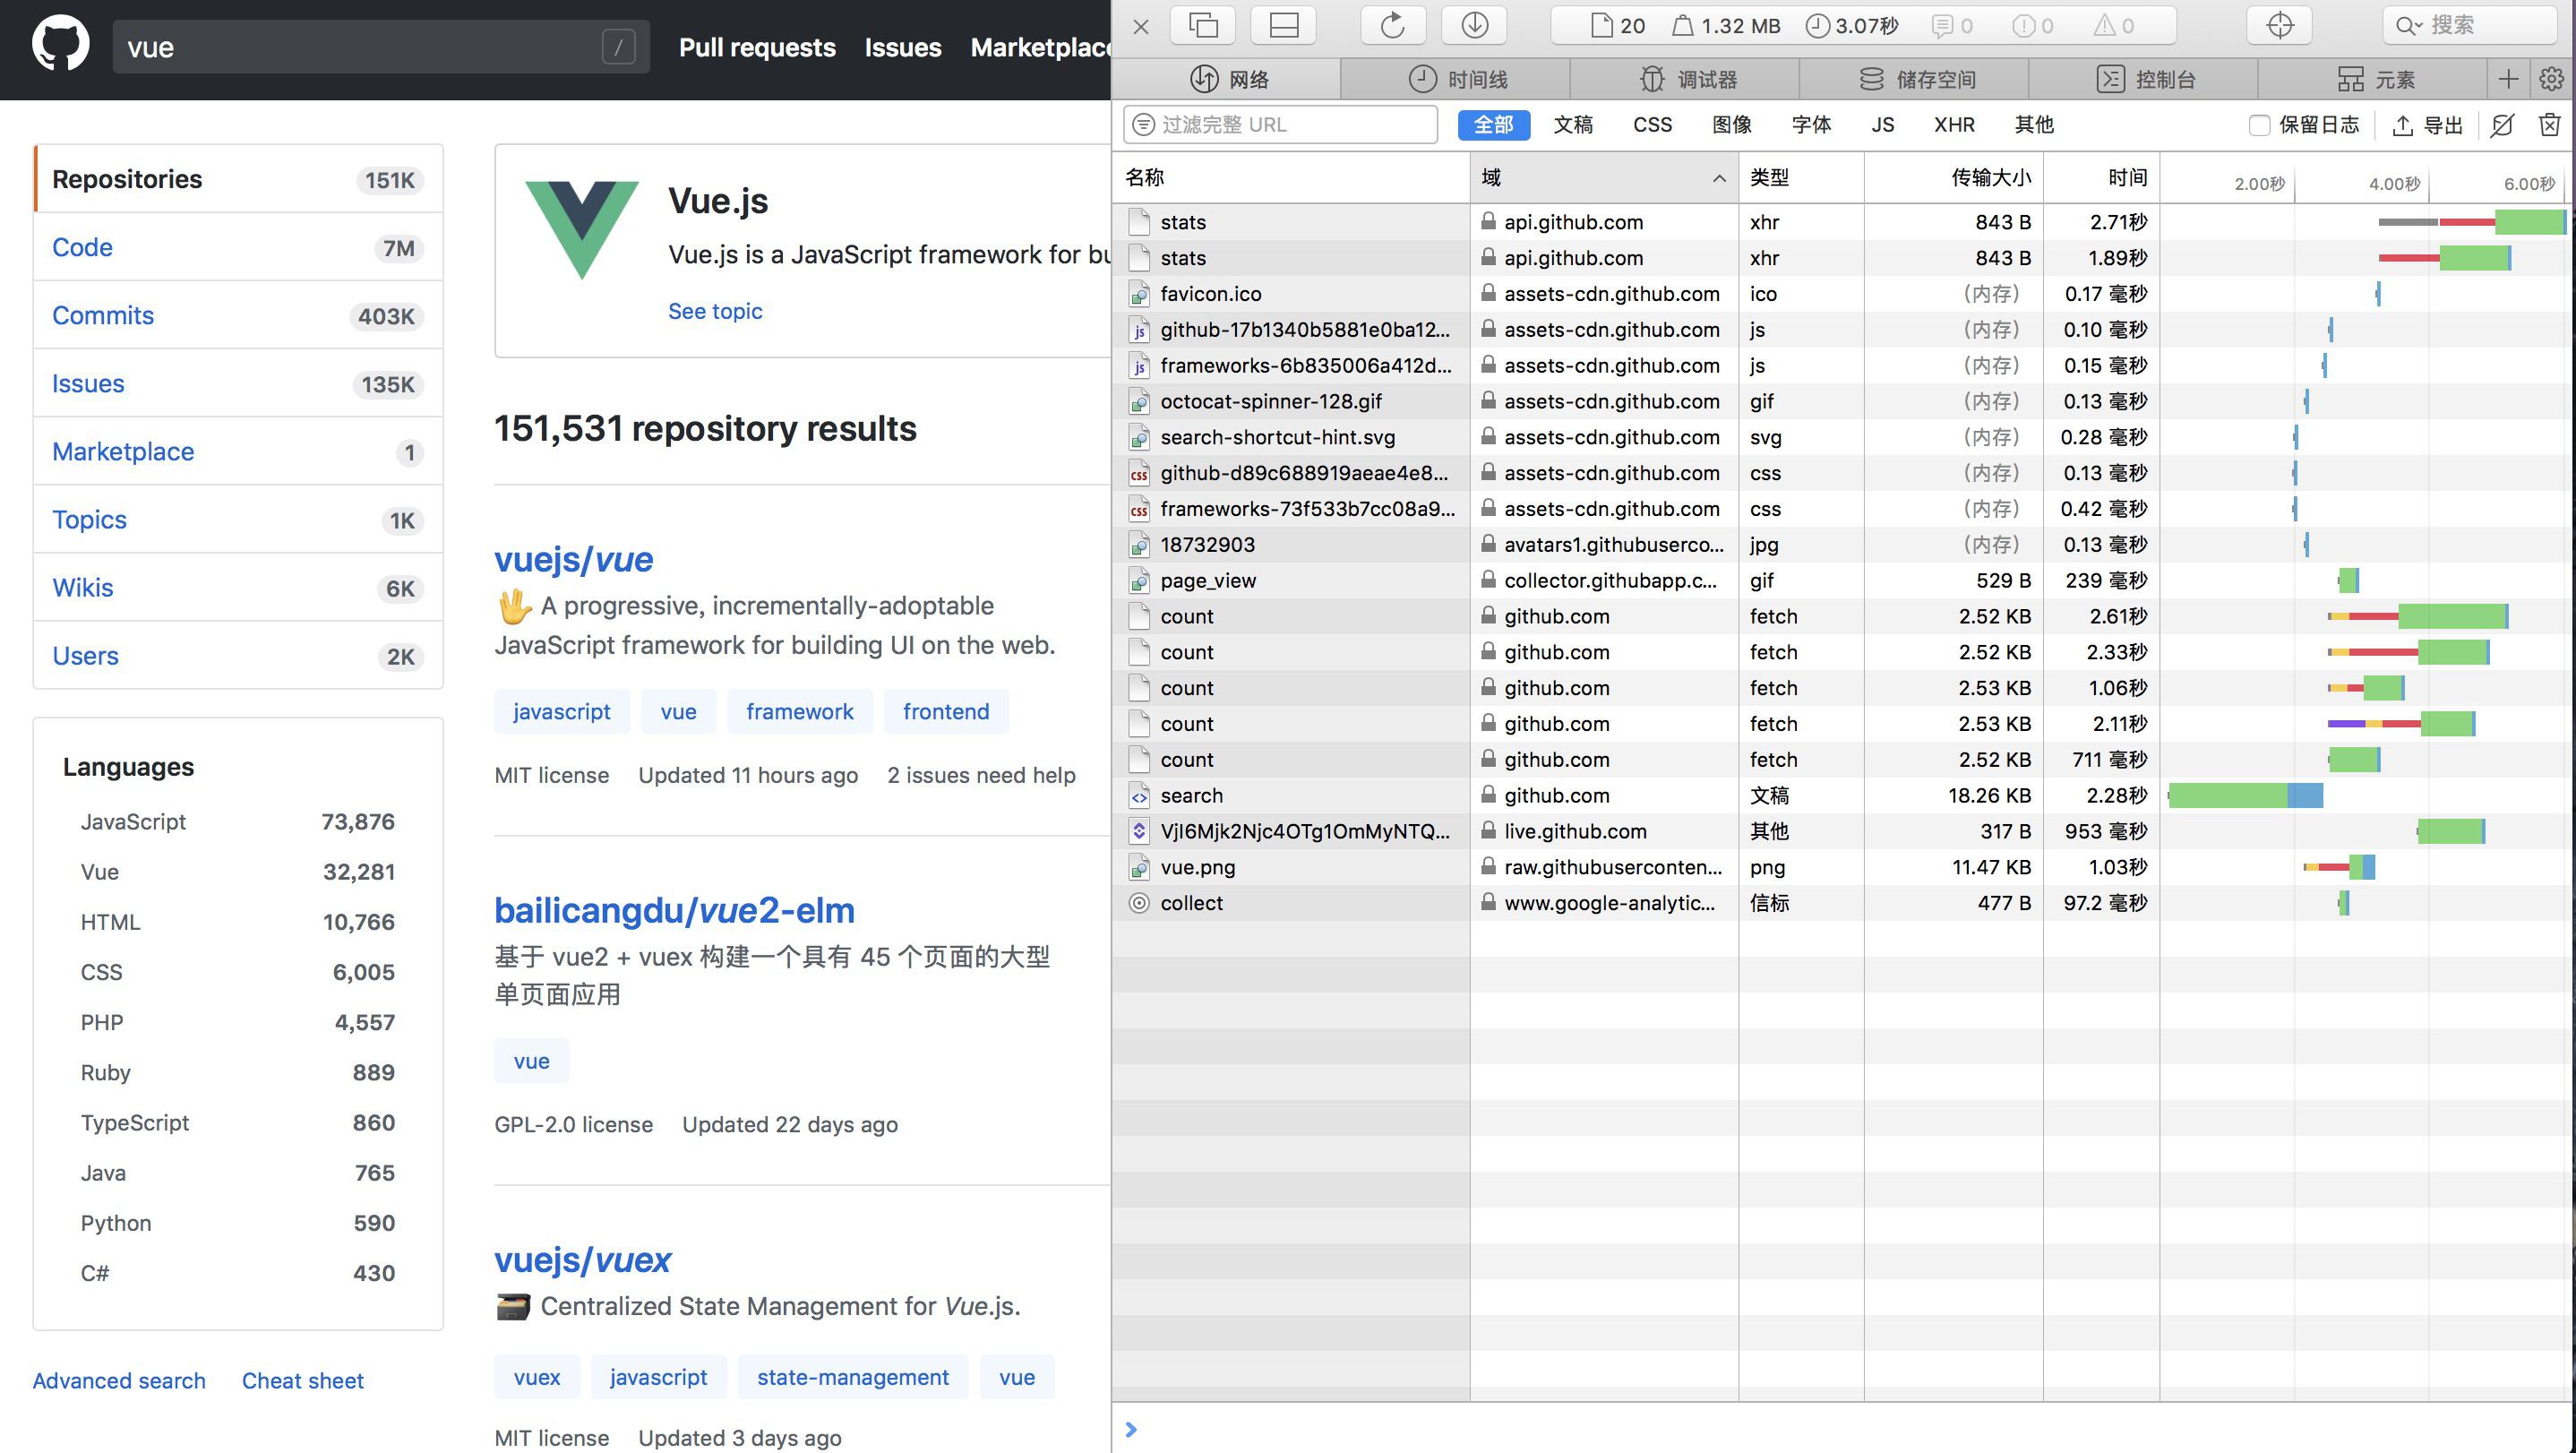 vue
/
Pull requests
Issues
Marketplace
Repositories 151K
Code 7M
Commits 403K
Issues 135K
Marketplace 1
Topics 1K
Wikis 6K
Users 2K
Languages
JavaScript 73,876
Vue 32,281
HTML 10,766
CSS 6,005
PHP 4,557
Ruby 889
TypeScript 860
Java 765
Python 590
C# 430
Advanced search Cheat sheet
Vue.js
Vue.js is a JavaScript framework for bu
See topic
151,531 repository results
vuejs/vue
🖖 A progressive, incrementally-adoptable
JavaScript framework for building UI on the web.
javascript vue framework frontend
MIT license Updated 11 hours ago 2 issues need help
bailicangdu/vue2-elm
基于 vue2 + vuex 构建一个具有 45 个页面的大型
单页面应用
vue
GPL-2.0 license Updated 22 days ago
vuejs/vuex
🗃️ Centralized State Management for Vue.js.
vuex javascript state-management vue
MIT license Updated 3 days ago
20 1.32 MB 3.07秒 0 0 0 搜索
网络 时间线 调试器 储存空间 控制台 元素
过滤完整 URL 全部 文稿 CSS 图像 字体 JS XHR 其他 保留日志 导出
名称 域 类型 传输大小 时间 2.00秒 4.00秒 6.00秒
stats api.github.com xhr 843 B 2.71秒
stats api.github.com xhr 843 B 1.89秒
favicon.ico assets-cdn.github.com ico （内存） 0.17 毫秒
js github-17b1340b5881e0ba12... assets-cdn.github.com js （内存） 0.10 毫秒
js frameworks-6b835006a412d... assets-cdn.github.com js （内存） 0.15 毫秒
octocat-spinner-128.gif assets-cdn.github.com gif （内存） 0.13 毫秒
search-shortcut-hint.svg assets-cdn.github.com svg （内存） 0.28 毫秒
css github-d89c688919aeae4e8... assets-cdn.github.com css （内存） 0.13 毫秒
css frameworks-73f533b7cc08a9... assets-cdn.github.com css （内存） 0.42 毫秒
18732903 avatars1.githubuserco... jpg （内存） 0.13 毫秒
page_view collector.githubapp.c... gif 529 B 239 毫秒
count github.com fetch 2.52 KB 2.61秒
count github.com fetch 2.52 KB 2.33秒
count github.com fetch 2.53 KB 1.06秒
count github.com fetch 2.53 KB 2.11秒
count github.com fetch 2.52 KB 711 毫秒
search github.com 文稿 18.26 KB 2.28秒
VjI6Mjk2Njc4OTg1OmMyNTQ... live.github.com 其他 317 B 953 毫秒
vue.png raw.githubuserconten... png 11.47 KB 1.03秒
collect www.google-analytic... 信标 477 B 97.2 毫秒